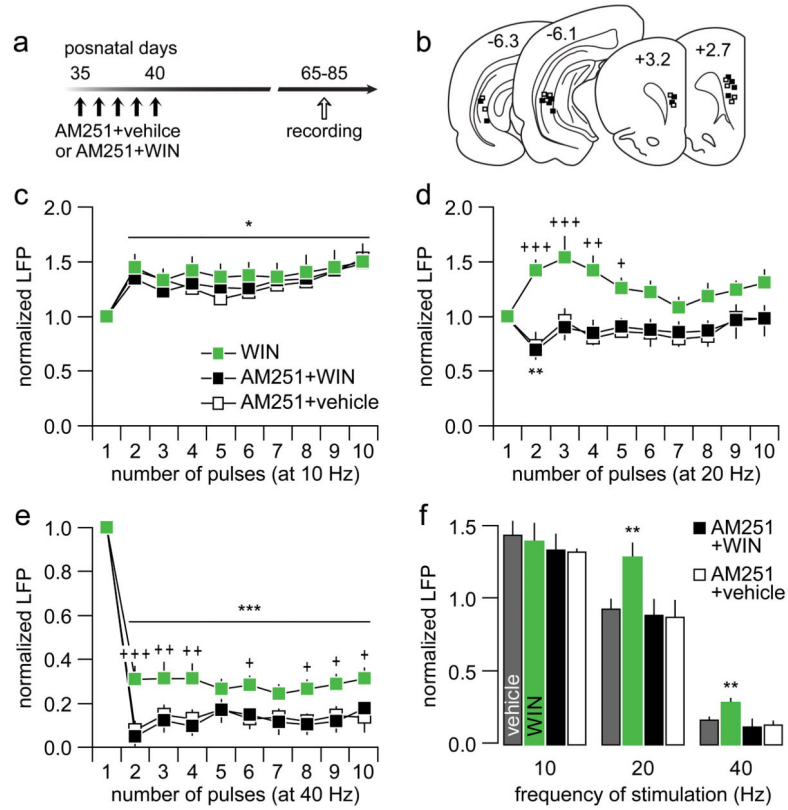 a
posnatal days
35 40 65-85
AM251+vehilce
or AM251+WIN
recording
b
-6.3 -6.1 +3.2 +2.7
c
2.0
1.5
1.0
0.5
0.0
normalized LFP
*
WIN
AM251+WIN
AM251+vehicle
1 2 3 4 5 6 7 8 9 10
number of pulses (at 10 Hz)
d
2.0
1.5
1.0
0.5
0.0
normalized LFP
+++ +++ ++ +
**
1 2 3 4 5 6 7 8 9 10
number of pulses (at 20 Hz)
e
1.0
0.8
0.6
0.4
0.2
0.0
normalized LFP
***
+++ ++ ++ + + + +
1 2 3 4 5 6 7 8 9 10
number of pulses (at 40 Hz)
f
1.5
1.0
0.5
0.0
normalized LFP
vehicle
WIN
** **
AM251
+WIN
AM251
+vehicle
10 20 40
frequency of stimulation (Hz)